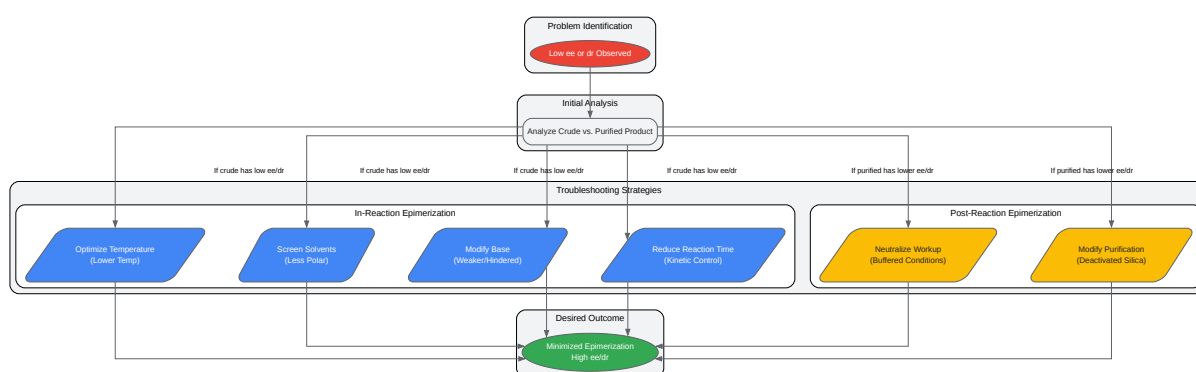 Problem Identification
Low ee or dr Observed
Initial Analysis
Analyze Crude vs. Purified Product
If crude has low ee/dr
If crude has low ee/dr
If crude has low ee/dr
If crude has low ee/dr
If purified has lower ee/dr
If purified has lower ee/dr
Troubleshooting Strategies
In-Reaction Epimerization
Post-Reaction Epimerization
Optimize Temperature
(Lower Temp)
Screen Solvents
(Less Polar)
Modify Base
(Weaker/Hindered)
Reduce Reaction Time
(Kinetic Control)
Neutralize Workup
(Buffered Conditions)
Modify Purification
(Deactivated Silica)
Desired Outcome
Minimized Epimerization
High ee/dr